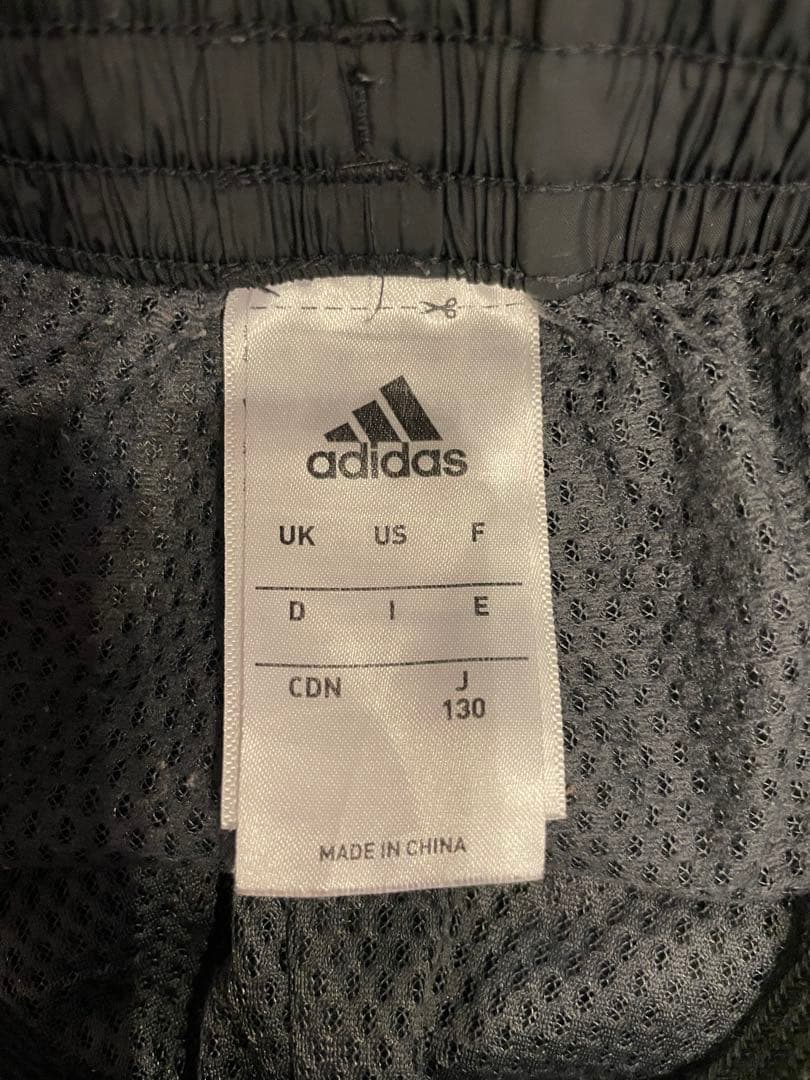 adidas
UK US F
D I E
CDN J
130
MADE IN CHINA